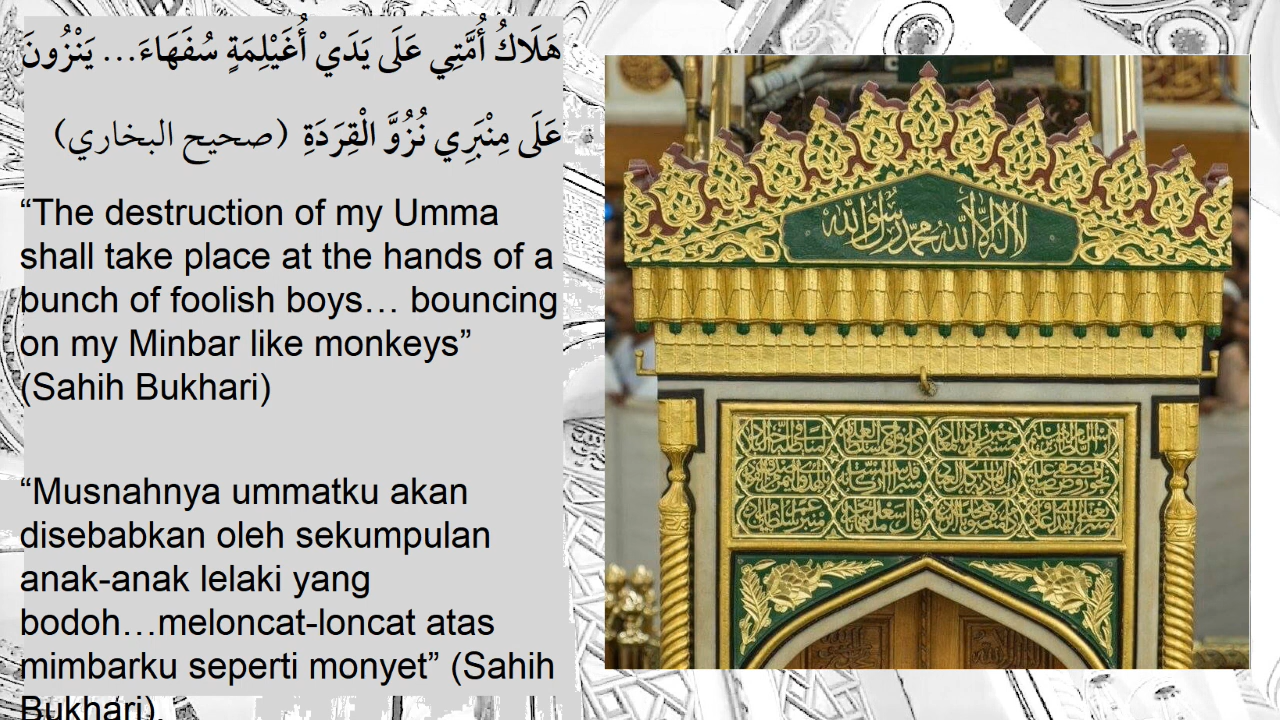 هَلَاكُ أُمَّتِي عَلَى يَدَيْ أُغَيْلِمَةٍ سُفَهَاءَ... يَنْزُونَ
عَلَى مِنْبَرِي نُزُوَّ الْقِرَدَةِ (صحيح البخاري)
“The destruction of my Umma
shall take place at the hands of a
bunch of foolish boys… bouncing
on my Minbar like monkeys”
(Sahih Bukhari)
“Musnahnya ummatku akan
disebabkan oleh sekumpulan
anak-anak lelaki yang
bodoh…meloncat-loncat atas
mimbarku seperti monyet” (Sahih
Bukhari).
لا إله إلا الله محمد رسول الله